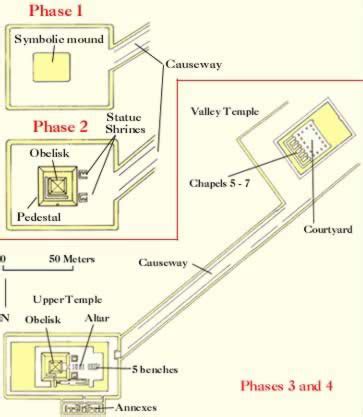 Phase 1
Symbolic mound
Causeway
Phase 2
Statue
Shrines
Obelisk
Pedestal
Valley Temple
Chapels 5 - 7
Courtyard
0 50 Meters
Causeway
N
Upper Temple
Obelisk Altar
5 benches
Phases 3 and 4
Annexes